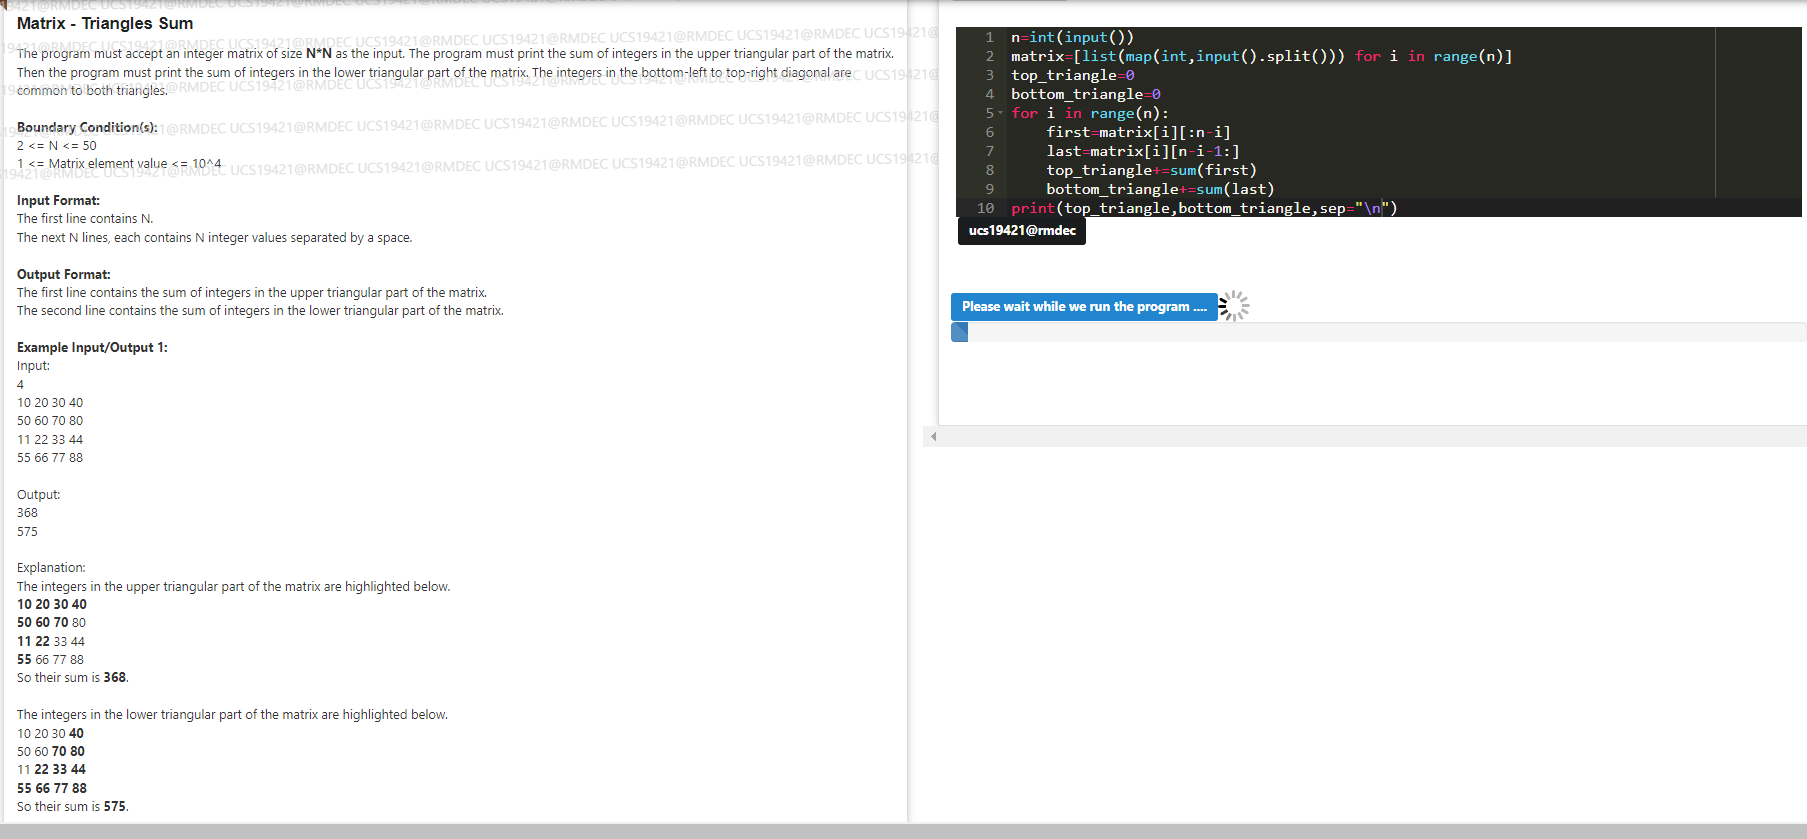 Matrix - Triangles Sum
The program must accept an integer matrix of size N*N as the input. The program must print the sum of integers in the upper triangular part of the matrix.
Then the program must print the sum of integers in the lower triangular part of the matrix. The integers in the bottom-left to top-right diagonal are
common to both triangles.
Boundary Condition(s):
2 <= N <= 50
1 <= Matrix element value <= 10^4
Input Format:
The first line contains N.
The next N lines, each contains N integer values separated by a space.
Output Format:
The first line contains the sum of integers in the upper triangular part of the matrix.
The second line contains the sum of integers in the lower triangular part of the matrix.
Example Input/Output 1:
Input:
4
10 20 30 40
50 60 70 80
11 22 33 44
55 66 77 88
Output:
368
575
Explanation:
The integers in the upper triangular part of the matrix are highlighted below.
10 20 30 40
50 60 70 80
11 22 33 44
55 66 77 88
So their sum is 368.
The integers in the lower triangular part of the matrix are highlighted below.
10 20 30 40
50 60 70 80
11 22 33 44
55 66 77 88
So their sum is 575.
1 n=int(input())
2 matrix=[list(map(int,input().split())) for i in range(n)]
3 top_triangle=0
4 bottom_triangle=0
5 for i in range(n):
6 first=matrix[i][:n-i]
7 last=matrix[i][n-i-1:]
8 top_triangle+=sum(first)
9 bottom_triangle+=sum(last)
10 print(top_triangle,bottom_triangle,sep="\n")
ucs19421@rmdec
Please wait while we run the program ....